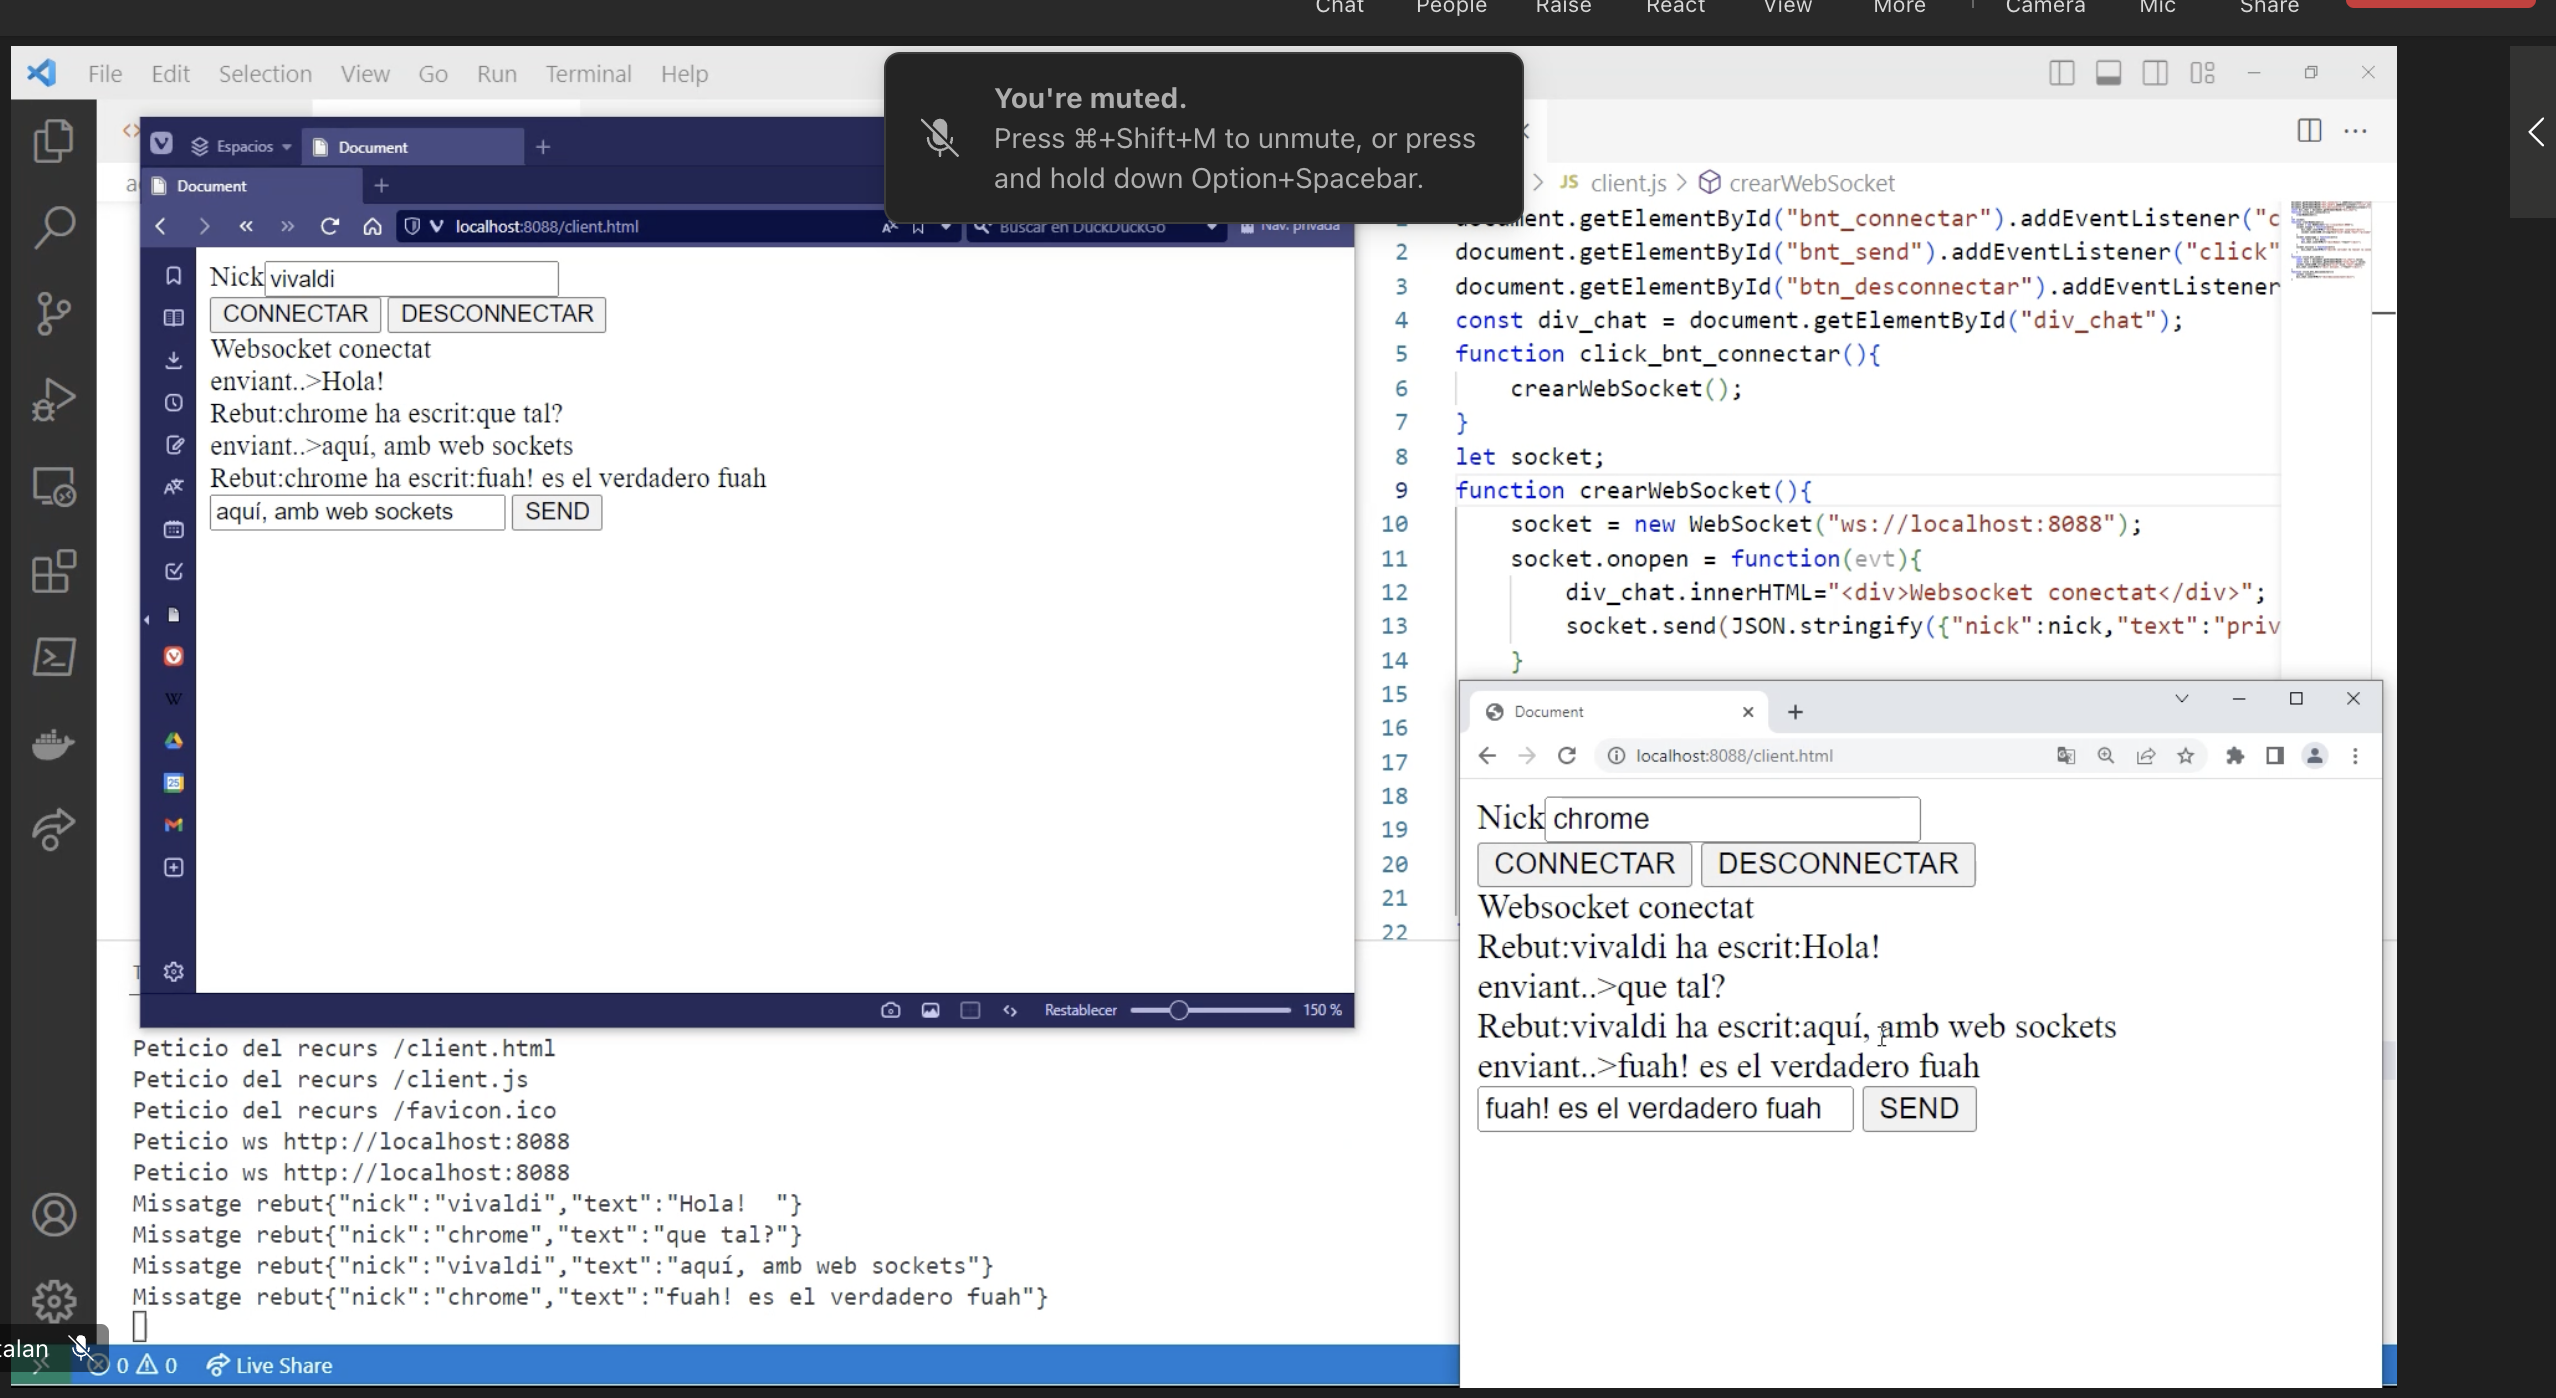 Chat People Raise React View More Camera Mic Share
File Edit Selection View Go Run Terminal Help
You're muted.
Press ⌘+Shift+M to unmute, or press
and hold down Option+Spacebar.
Espacios Document
Document
localhost:8088/client.html Buscar en DuckDuckGo Nav. privada
Nick vivaldi
CONNECTAR DESCONNECTAR
Websocket conectat
enviant..>Hola!
Rebut:chrome ha escrit:que tal?
enviant..>aquí, amb web sockets
Rebut:chrome ha escrit:fuah! es el verdadero fuah
aquí, amb web sockets SEND
25
Restablecer 150 %
JS client.js > crearWebSocket
document.getElementById("bnt_connectar").addEventListener("c
2 document.getElementById("bnt_send").addEventListener("click"
3 document.getElementById("btn_desconnectar").addEventListener
4 const div_chat = document.getElementById("div_chat");
5 function click_bnt_connectar(){
6 crearWebSocket();
7 }
8 let socket;
9 function crearWebSocket(){
10 socket = new WebSocket("ws://localhost:8088");
11 socket.onopen = function(evt){
12 div_chat.innerHTML="<div>Websocket conectat</div>";
13 socket.send(JSON.stringify({"nick":nick,"text":"priv
14 }
15
16
17
18
19
20
21
22
Document
localhost:8088/client.html
Nick chrome
CONNECTAR DESCONNECTAR
Websocket conectat
Rebut:vivaldi ha escrit:Hola!
enviant..>que tal?
Rebut:vivaldi ha escrit:aquí, amb web sockets
enviant..>fuah! es el verdadero fuah
fuah! es el verdadero fuah SEND
Peticio del recurs /client.html
Peticio del recurs /client.js
Peticio del recurs /favicon.ico
Peticio ws http://localhost:8088
Peticio ws http://localhost:8088
Missatge rebut{"nick":"vivaldi","text":"Hola!  "}
Missatge rebut{"nick":"chrome","text":"que tal?"}
Missatge rebut{"nick":"vivaldi","text":"aquí, amb web sockets"}
Missatge rebut{"nick":"chrome","text":"fuah! es el verdadero fuah"}
talan
0 0 Live Share